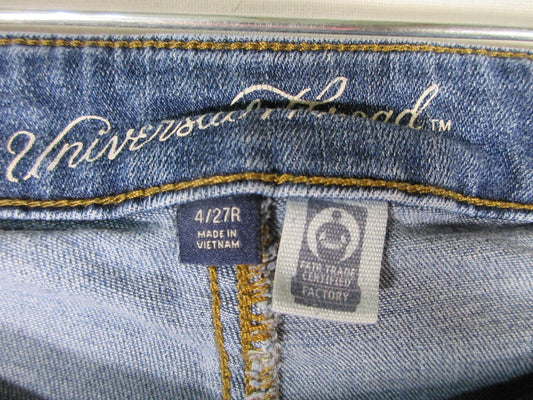 Universal Thread™
4/27R
MADE IN
VIETNAM
FAIR TRADE
CERTIFIED
FACTORY